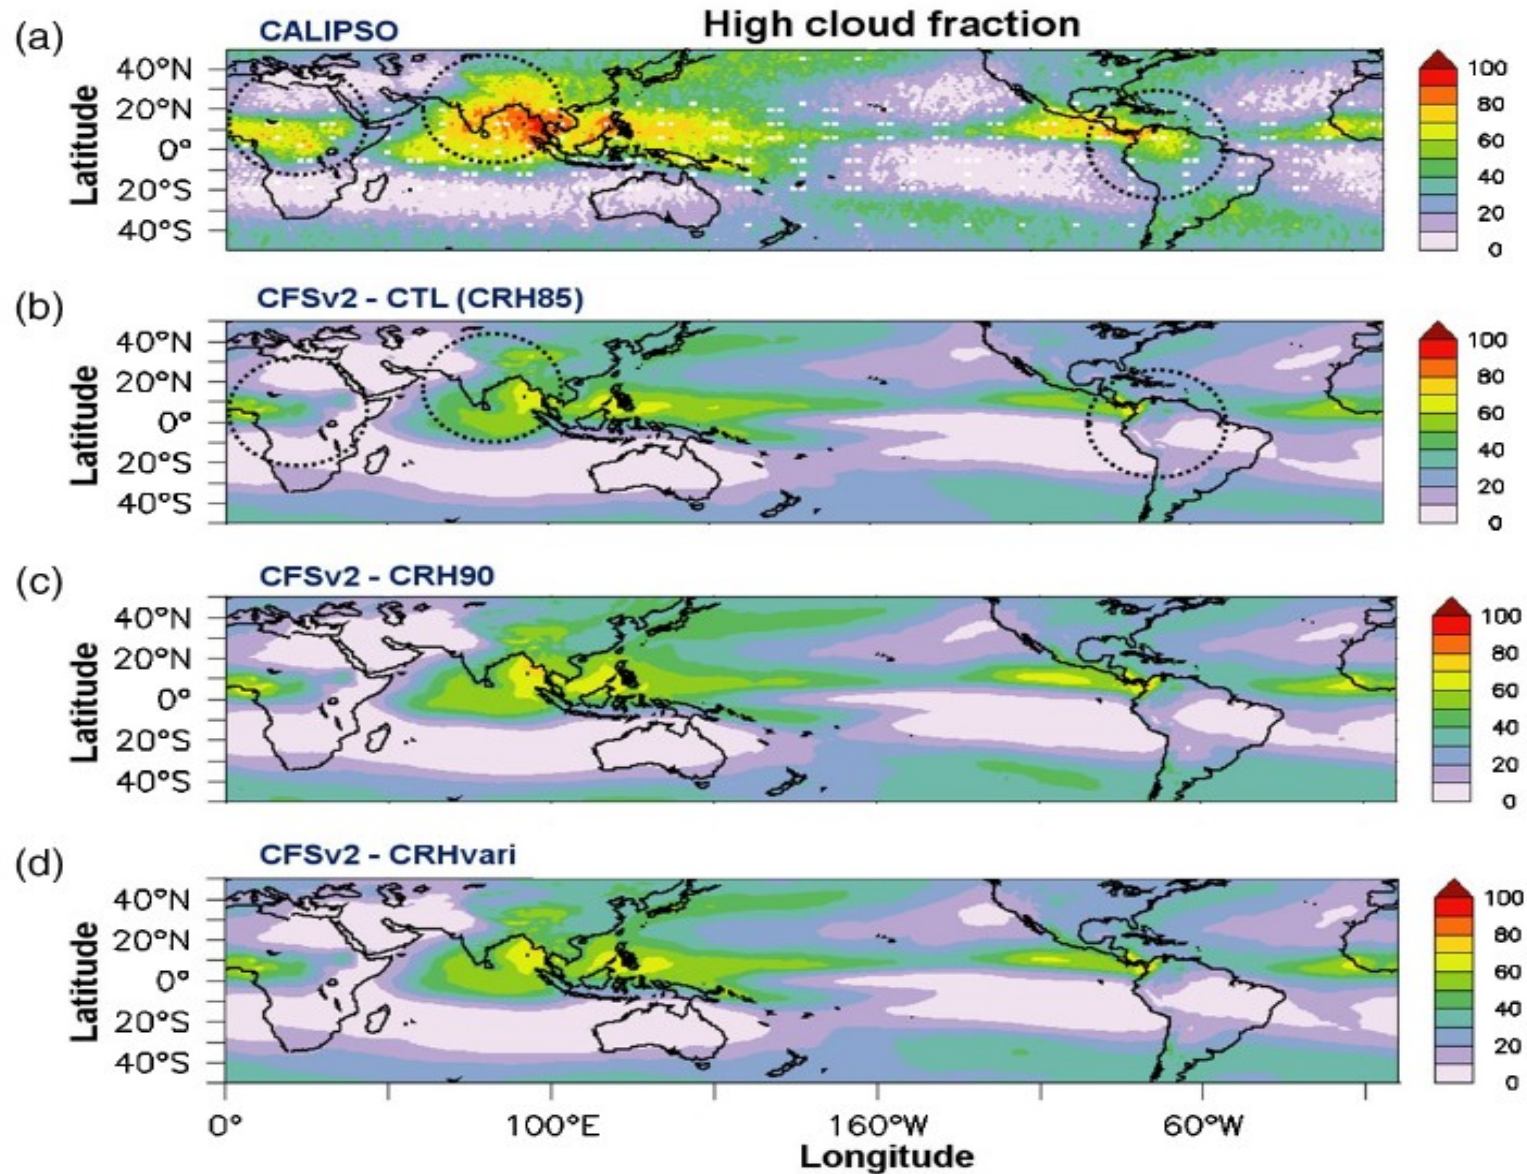 High cloud fraction
(a) CALIPSO
Latitude
40°N
20°N
0°
20°S
40°S
100
80
60
40
20
0
(b) CFSv2 - CTL (CRH85)
Latitude
40°N
20°N
0°
20°S
40°S
100
80
60
40
20
0
(c) CFSv2 - CRH90
Latitude
40°N
20°N
0°
20°S
40°S
100
80
60
40
20
0
(d) CFSv2 - CRHvari
Latitude
40°N
20°N
0°
20°S
40°S
100
80
60
40
20
0
0° 100°E 160°W 60°W
Longitude